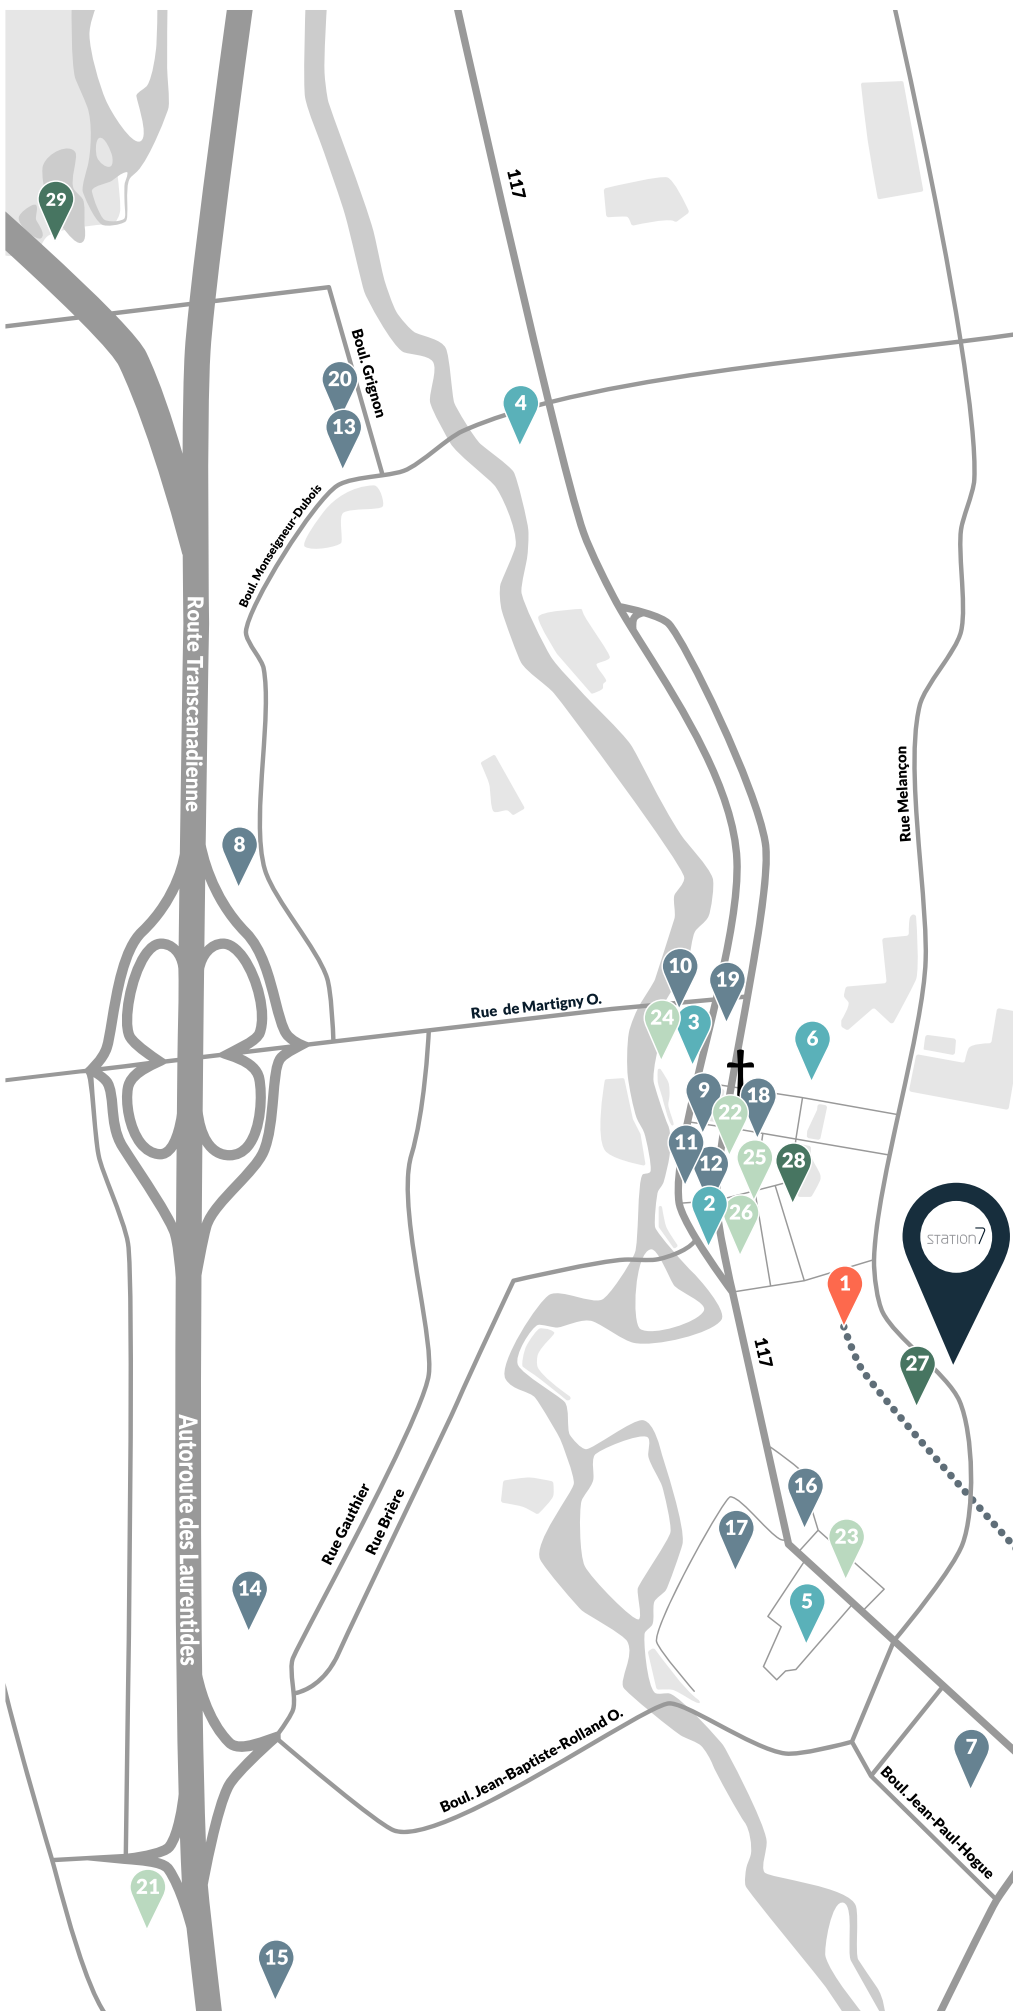 117
29
Boul. Grignon
20
4
13
Boul. Monseigneur-Dubois
Route Transcanadienne
Rue Melançon
8
10
19
Rue de Martigny O.
24
3
6
9
18
22
11
25
28
12
2
26
STATION7
1
117
27
Autoroute des Laurentides
Rue Gauthier
Rue Brière
16
17
23
14
5
Boul. Jean-Baptiste-Rolland O.
7
Boul. Jean-Paul-Hogue
21
15